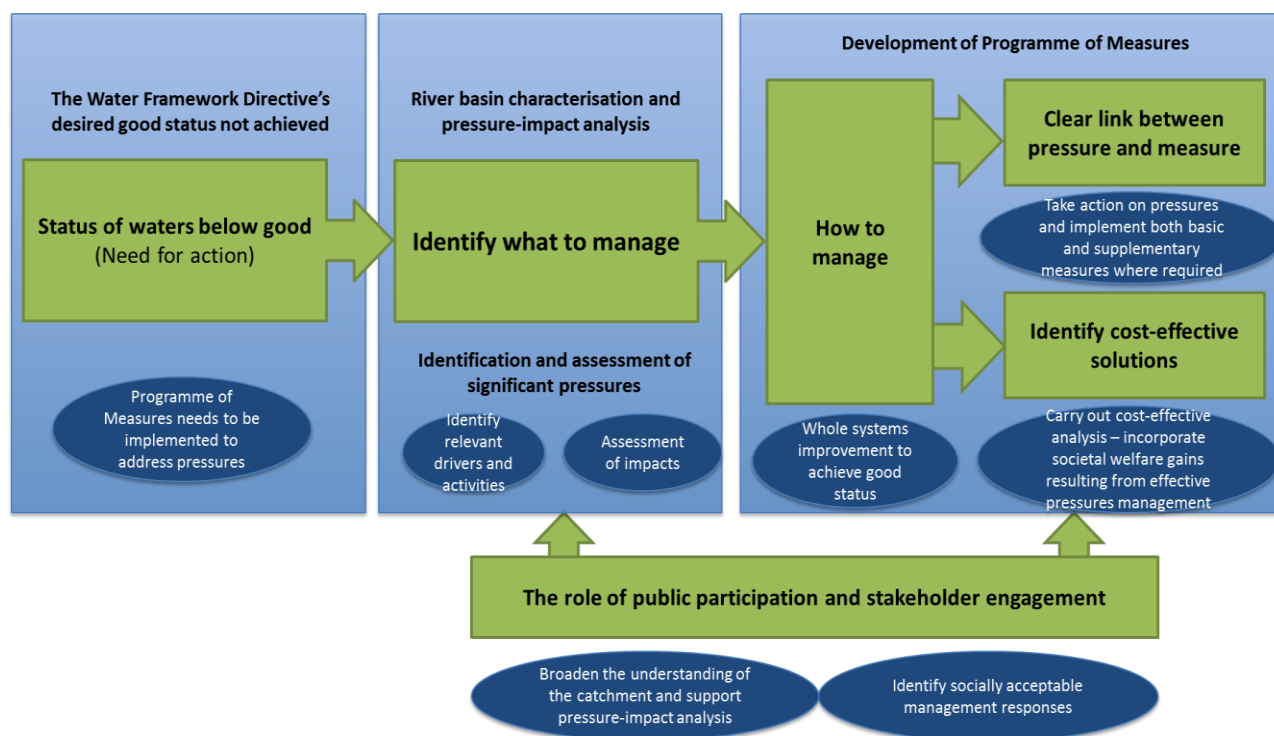 The Water Framework Directive's
desired good status not achieved
Status of waters below good
(Need for action)
Programme of
Measures needs to be
implemented to
address pressures
River basin characterisation and
pressure-impact analysis
Identify what to manage
Identification and assessment of
significant pressures
Identify
relevant
drivers and
activities
Assessment
of impacts
Development of Programme of Measures
How to
manage
Whole systems
improvement to
achieve good
status
Clear link between
pressure and measure
Take action on pressures
and implement both basic
and supplementary
measures where required
Identify cost-effective
solutions
Carry out cost-effective
analysis – incorporate
societal welfare gains
resulting from effective
pressures management
The role of public participation and stakeholder engagement
Broaden the understanding of
the catchment and support
pressure-impact analysis
Identify socially acceptable
management responses